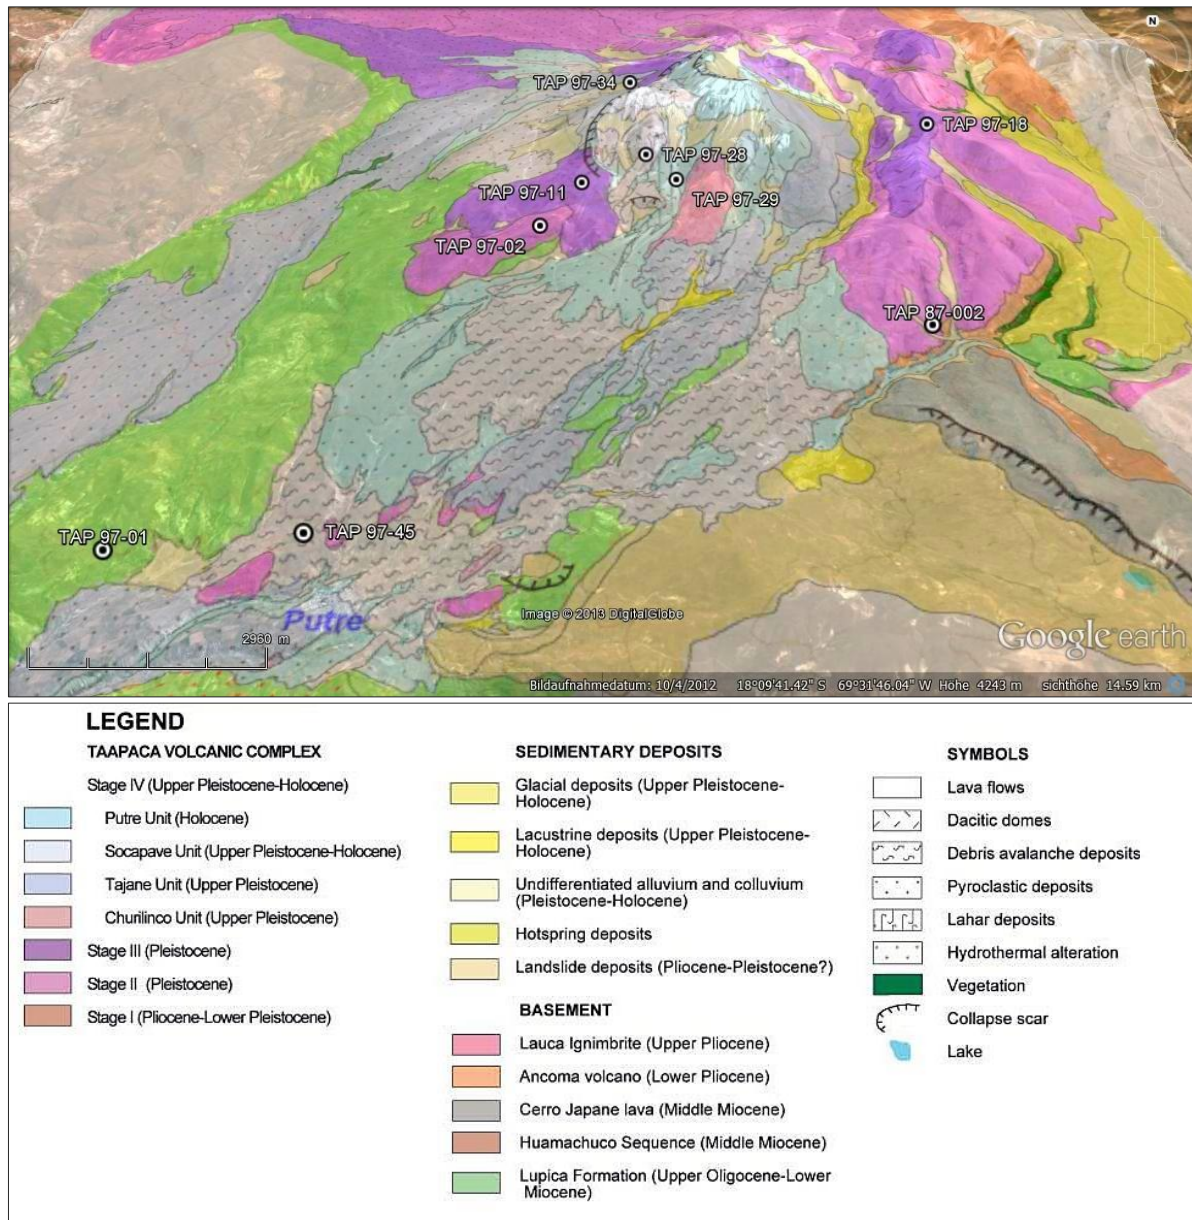 N
TAP 97-34
TAP 97-18
TAP 97-28
TAP 97-11
TAP 97-29
TAP 97-02
TAP 87-002
TAP 97-01
TAP 97-45
Putre
Image © 2013 DigitalGlobe
2960 m
Google earth
Bildaufnahmedatum: 10/4/2012 18°09'41.42" S 69°31'46.04" W Höhe 4243 m sichthöhe 14.59 km
LEGEND
TAAPACA VOLCANIC COMPLEX
Stage IV (Upper Pleistocene-Holocene)
Putre Unit (Holocene)
Socapave Unit (Upper Pleistocene-Holocene)
Tajane Unit (Upper Pleistocene)
Churilinco Unit (Upper Pleistocene)
Stage III (Pleistocene)
Stage II (Pleistocene)
Stage I (Pliocene-Lower Pleistocene)
SEDIMENTARY DEPOSITS
Glacial deposits (Upper Pleistocene-
Holocene)
Lacustrine deposits (Upper Pleistocene-
Holocene)
Undifferentiated alluvium and colluvium
(Pleistocene-Holocene)
Hotspring deposits
Landslide deposits (Pliocene-Pleistocene?)
BASEMENT
Lauca Ignimbrite (Upper Pliocene)
Ancoma volcano (Lower Pliocene)
Cerro Japane lava (Middle Miocene)
Huamachuco Sequence (Middle Miocene)
Lupica Formation (Upper Oligocene-Lower
Miocene)
SYMBOLS
Lava flows
Dacitic domes
Debris avalanche deposits
Pyroclastic deposits
Lahar deposits
Hydrothermal alteration
Vegetation
Collapse scar
Lake